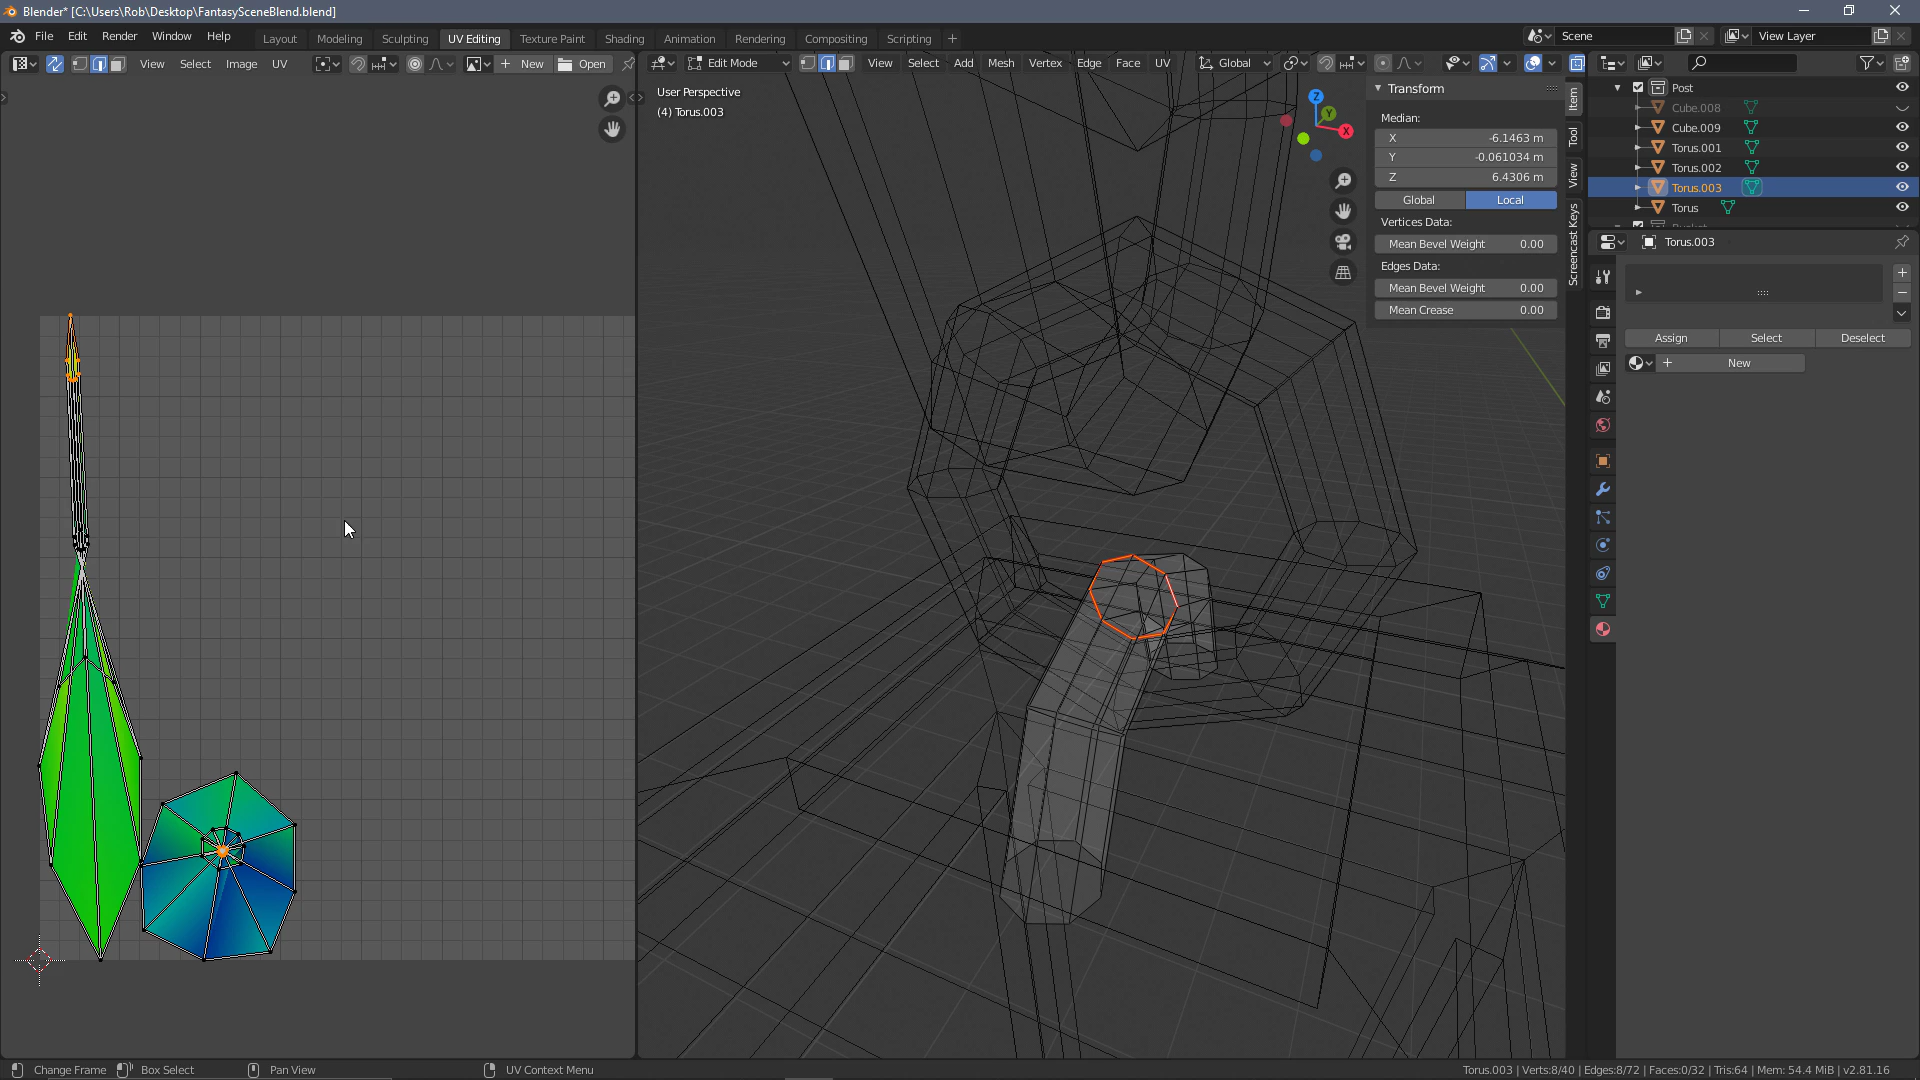 Blender* [C:\Users\Rob\Desktop\FantasySceneBlend.blend]
File Edit Render Window Help
Layout Modeling Sculpting UV Editing Texture Paint Shading Animation Rendering Compositing Scripting +
Scene
View Layer
View Select Image UV
+ New Open
Edit Mode
View Select Add Mesh Vertex Edge Face UV
Global
User Perspective
(4) Torus.003
Z
Y
X
Transform
Median:
X -6.1463 m
Y -0.061034 m
Z 6.4306 m
Global Local
Vertices Data:
Mean Bevel Weight 0.00
Edges Data:
Mean Bevel Weight 0.00
Mean Crease 0.00
Item
Tool
View
Screencast Keys
Post
Cube.008
Cube.009
Torus.001
Torus.002
Torus.003
Torus
Torus.003
Assign Select Deselect
+ New
Change Frame Box Select Pan View UV Context Menu
Torus.003 | Verts:8/40 | Edges:8/72 | Faces:0/32 | Tris:64 | Mem: 54.4 MiB | v2.81.16